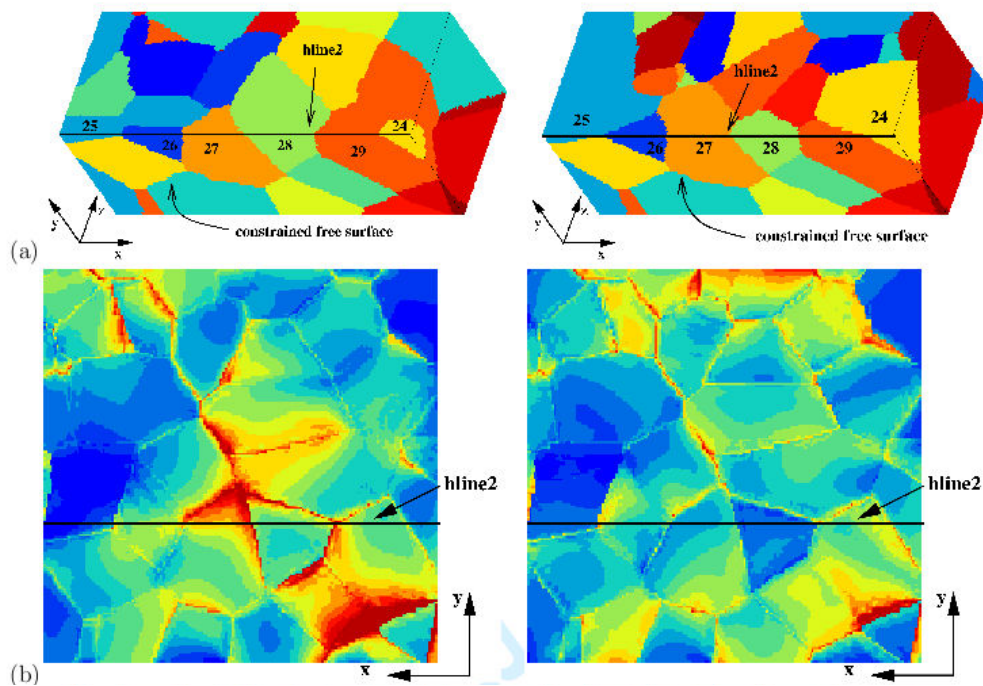 hline2
25
26
27
28
29
24
y
z
x
constrained free surface
hline2
25
26
27
28
29
24
y
z
x
constrained free surface
(a)
hline2
y
x
hline2
y
x
(b)